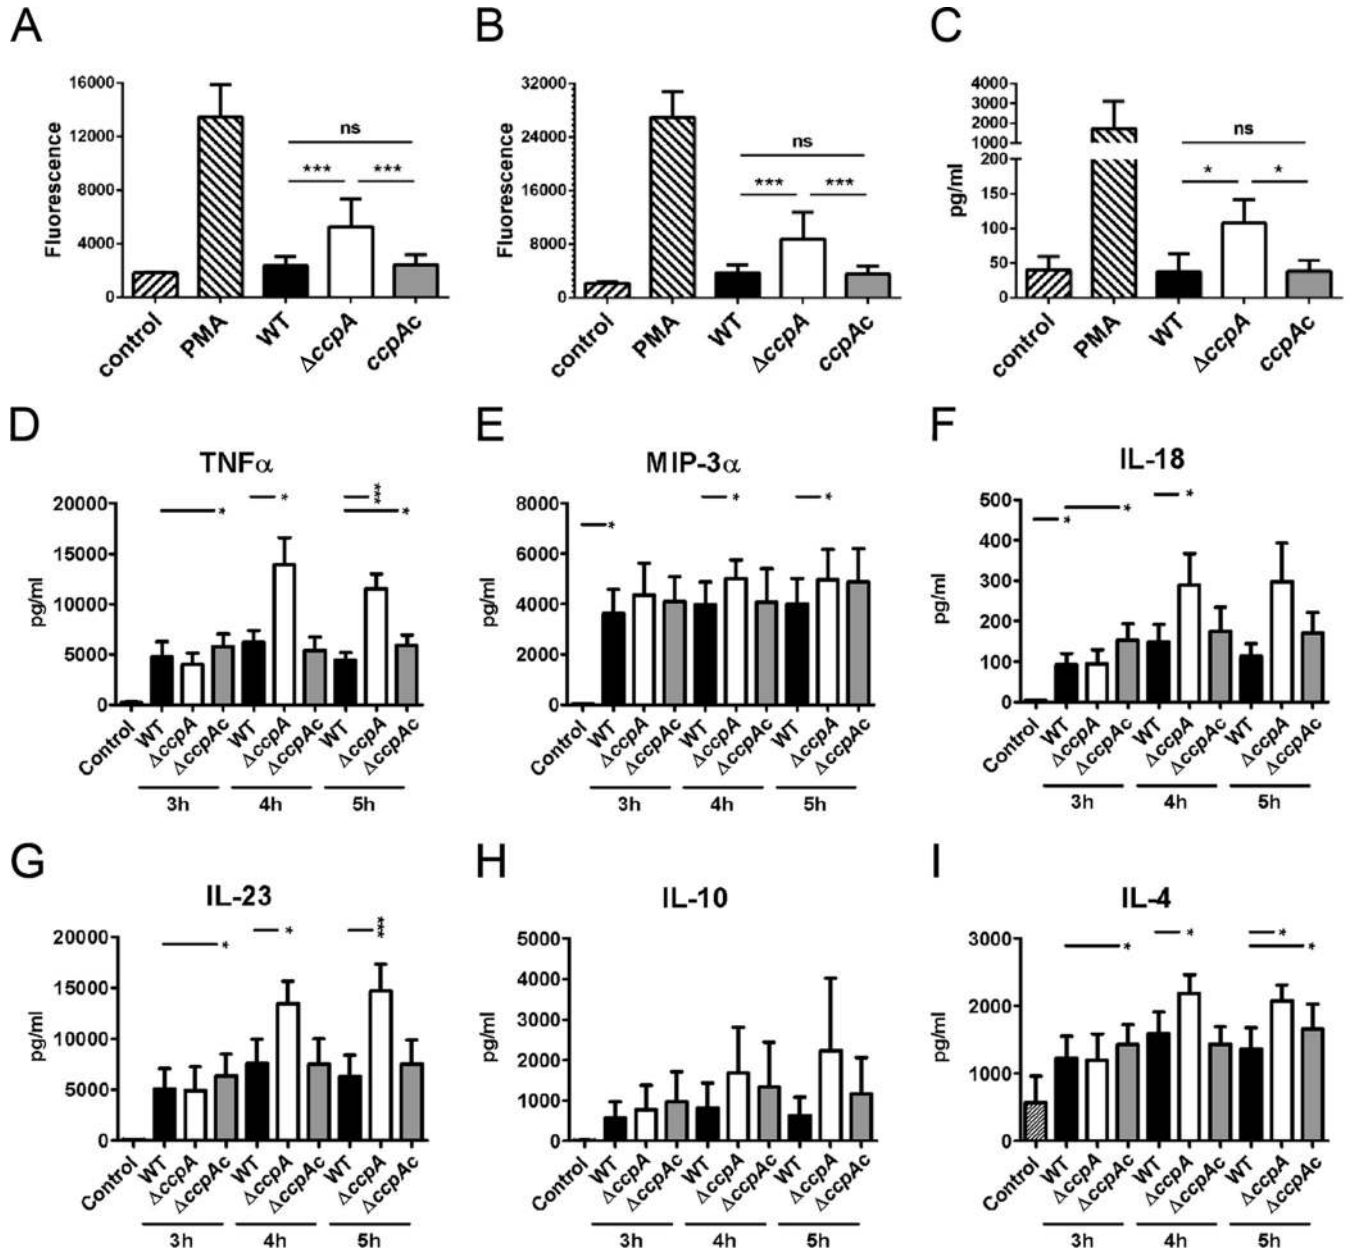 A
Fluorescence
16000
12000
8000
4000
0
ns
*** ***
control PMA WT ΔccpA ccpAc
B
Fluorescence
32000
24000
16000
8000
0
ns
*** ***
control PMA WT ΔccpA ccpAc
C
pg/ml
4000
3000
2000
1000
200
150
100
50
0
ns
* *
control PMA WT ΔccpA ccpAc
D
TNFα
pg/ml
20000
15000
10000
5000
0
* * *** *
Control WT ΔccpA ΔccpAc WT ΔccpA ΔccpAc WT ΔccpA ΔccpAc
3h 4h 5h
E
MIP-3α
pg/ml
8000
6000
4000
2000
0
* * *
Control WT ΔccpA ΔccpAc WT ΔccpA ΔccpAc WT ΔccpA ΔccpAc
3h 4h 5h
F
IL-18
pg/ml
500
400
300
200
100
0
* * *
Control WT ΔccpA ΔccpAc WT ΔccpA ΔccpAc WT ΔccpA ΔccpAc
3h 4h 5h
G
IL-23
pg/ml
20000
15000
10000
5000
0
* * ***
Control WT ΔccpA ΔccpAc WT ΔccpA ΔccpAc WT ΔccpA ΔccpAc
3h 4h 5h
H
IL-10
pg/ml
5000
4000
3000
2000
1000
0
Control WT ΔccpA ΔccpAc WT ΔccpA ΔccpAc WT ΔccpA ΔccpAc
3h 4h 5h
I
IL-4
pg/ml
3000
2000
1000
0
* * * *
Control WT ΔccpA ΔccpAc WT ΔccpA ΔccpAc WT ΔccpA ΔccpAc
3h 4h 5h